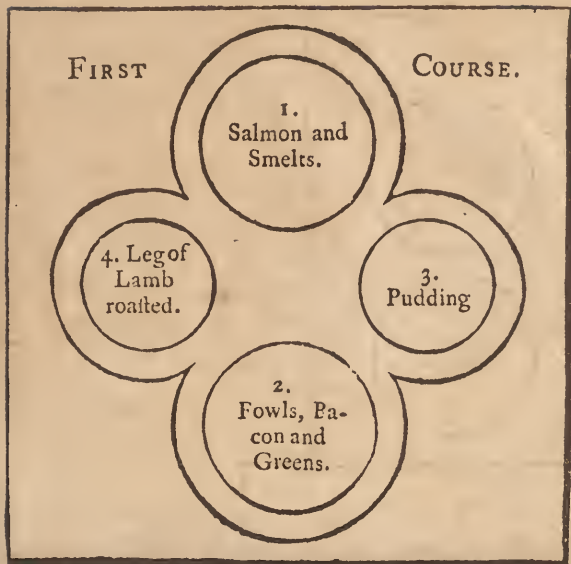 FIRST COURSE.
1.
Salmon and
Smelts.
4. Leg of
Lamb
roaſted.
3.
Pudding
2.
Fowls, Ba-
con and
Greens.